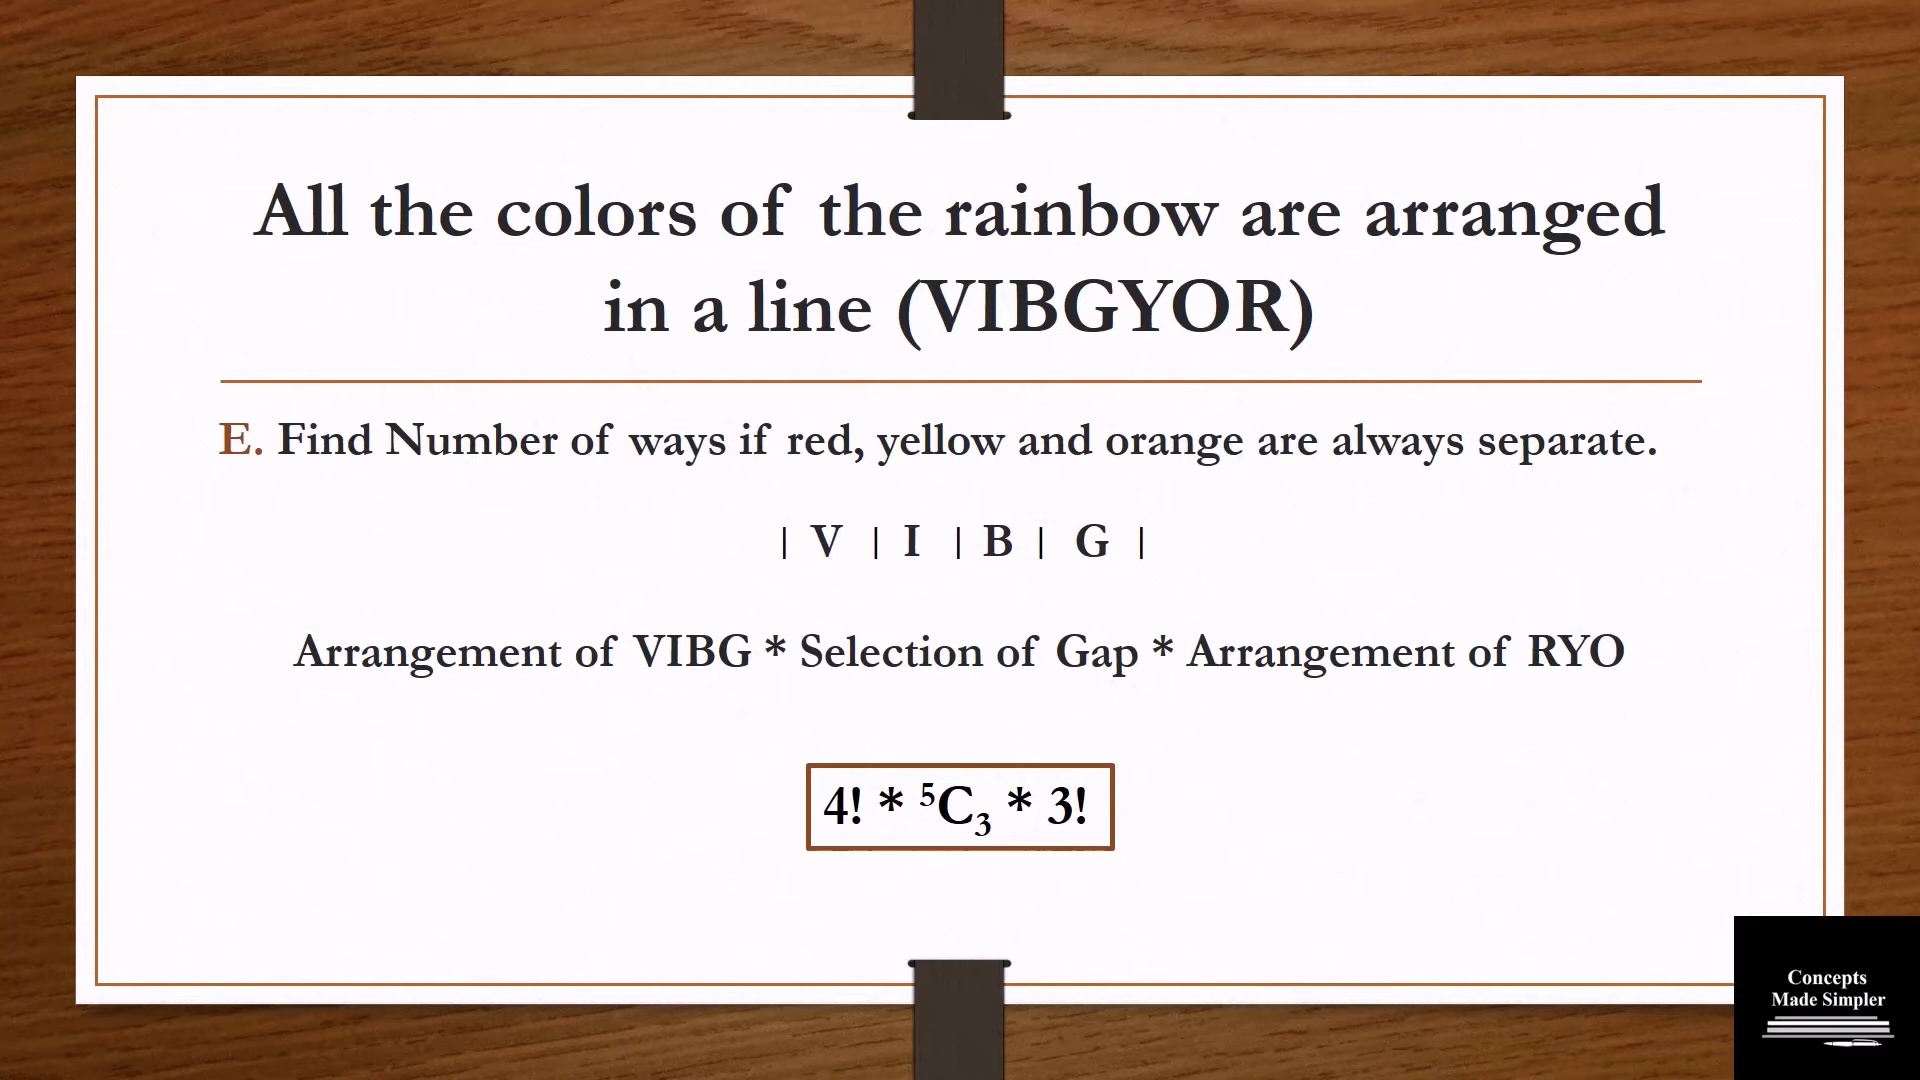 All the colors of the rainbow are arranged
in a line (VIBGYOR)
E. Find Number of ways if red, yellow and orange are always separate.
| V | I | B | G |
Arrangement of VIBG * Selection of Gap * Arrangement of RYO
4! * ⁵C₃ * 3!
Concepts
Made Simpler